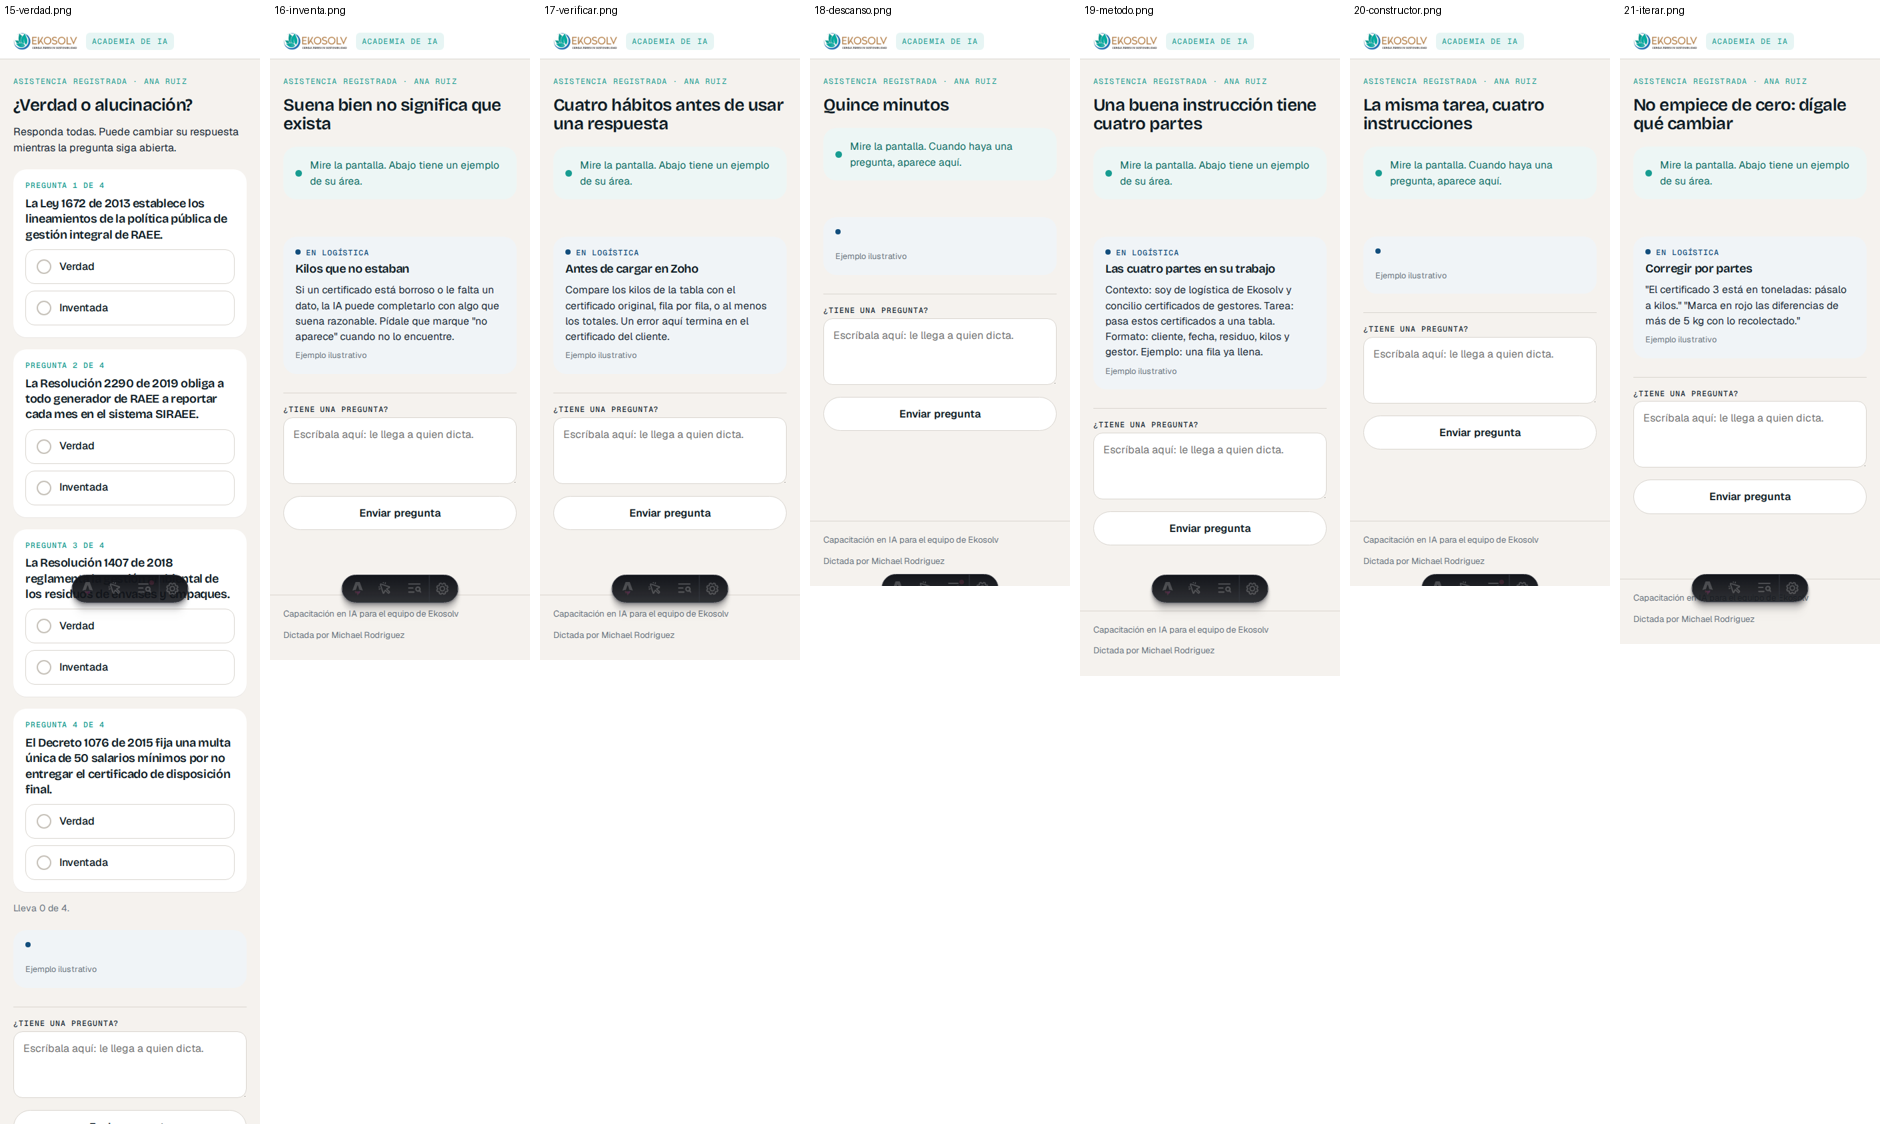 15-verdad.png
EKOSOLV
ACADEMIA DE IA
ASISTENCIA REGISTRADA · ANA RUIZ
¿Verdad o alucinación?
Responda todas. Puede cambiar su respuesta
mientras la pregunta siga abierta.
PREGUNTA 1 DE 4
La Ley 1672 de 2013 establece los
lineamientos de la política pública de
gestión integral de RAEE.
Verdad
Inventada
PREGUNTA 2 DE 4
La Resolución 2290 de 2019 obliga a
todo generador de RAEE a reportar
cada mes en el sistema SIRAEE.
Verdad
Inventada
PREGUNTA 3 DE 4
La Resolución 1407 de 2018
los
Verdad
Inventada
PREGUNTA 4 DE 4
El Decreto 1076 de 2015 fija una multa
única de 50 salarios mínimos por no
entregar el certificado de disposición
final.
Verdad
Inventada
Lleva 0 de 4.
Ejemplo ilustrativo
¿TIENE UNA PREGUNTA?
Escríbala aquí: le llega a quien dicta.
16-inventa.png
EKOSOLV
ACADEMIA DE IA
ASISTENCIA REGISTRADA · ANA RUIZ
Suena bien no significa que
exista
Mire la pantalla. Abajo tiene un ejemplo
de su área.
EN LOGÍSTICA
Kilos que no estaban
Si un certificado está borroso o le falta un
dato, la IA puede completarlo con algo que
suena razonable. Pídale que marque "no
aparece" cuando no lo encuentre.
Ejemplo ilustrativo
¿TIENE UNA PREGUNTA?
Escríbala aquí: le llega a quien dicta.
Enviar pregunta
Capacitación en IA para el equipo de Ekosolv
Dictada por Michael Rodriguez
17-verificar.png
EKOSOLV
ACADEMIA DE IA
ASISTENCIA REGISTRADA · ANA RUIZ
Cuatro hábitos antes de usar
una respuesta
Mire la pantalla. Abajo tiene un ejemplo
de su área.
EN LOGÍSTICA
Antes de cargar en Zoho
Compare los kilos de la tabla con el
certificado original, fila por fila, o al menos
los totales. Un error aquí termina en el
certificado del cliente.
Ejemplo ilustrativo
¿TIENE UNA PREGUNTA?
Escríbala aquí: le llega a quien dicta.
Enviar pregunta
Capacitación en IA para el equipo de Ekosolv
Dictada por Michael Rodriguez
18-descanso.png
EKOSOLV
ACADEMIA DE IA
ASISTENCIA REGISTRADA · ANA RUIZ
Quince minutos
Mire la pantalla. Cuando haya una
pregunta, aparece aquí.
Ejemplo ilustrativo
¿TIENE UNA PREGUNTA?
Escríbala aquí: le llega a quien dicta.
Enviar pregunta
Capacitación en IA para el equipo de Ekosolv
Dictada por Michael Rodriguez
19-metodo.png
EKOSOLV
ACADEMIA DE IA
ASISTENCIA REGISTRADA · ANA RUIZ
Una buena instrucción tiene
cuatro partes
Mire la pantalla. Abajo tiene un ejemplo
de su área.
EN LOGÍSTICA
Las cuatro partes en su trabajo
Contexto: soy de logística de Ekosolv y
concilio certificados de gestores. Tarea:
pasa estos certificados a una tabla.
Formato: cliente, fecha, residuo, kilos y
gestor. Ejemplo: una fila ya llena.
Ejemplo ilustrativo
¿TIENE UNA PREGUNTA?
Escríbala aquí: le llega a quien dicta.
Enviar pregunta
Capacitación en IA para el equipo de Ekosolv
Dictada por Michael Rodriguez
20-constructor.png
EKOSOLV
ACADEMIA DE IA
ASISTENCIA REGISTRADA · ANA RUIZ
La misma tarea, cuatro
instrucciones
Mire la pantalla. Cuando haya una
pregunta, aparece aquí.
Ejemplo ilustrativo
¿TIENE UNA PREGUNTA?
Escríbala aquí: le llega a quien dicta.
Enviar pregunta
Capacitación en IA para el equipo de Ekosolv
Dictada por Michael Rodriguez
21-iterar.png
EKOSOLV
ACADEMIA DE IA
ASISTENCIA REGISTRADA · ANA RUIZ
No empiece de cero: dígale
qué cambiar
Mire la pantalla. Abajo tiene un ejemplo
de su área.
EN LOGÍSTICA
Corregir por partes
"El certificado 3 está en toneladas: pásalo
a kilos." "Marca en rojo las diferencias de
más de 5 kg con lo recolectado."
Ejemplo ilustrativo
¿TIENE UNA PREGUNTA?
Escríbala aquí: le llega a quien dicta.
Enviar pregunta
Capacitación
Dictada por Michael Rodriguez